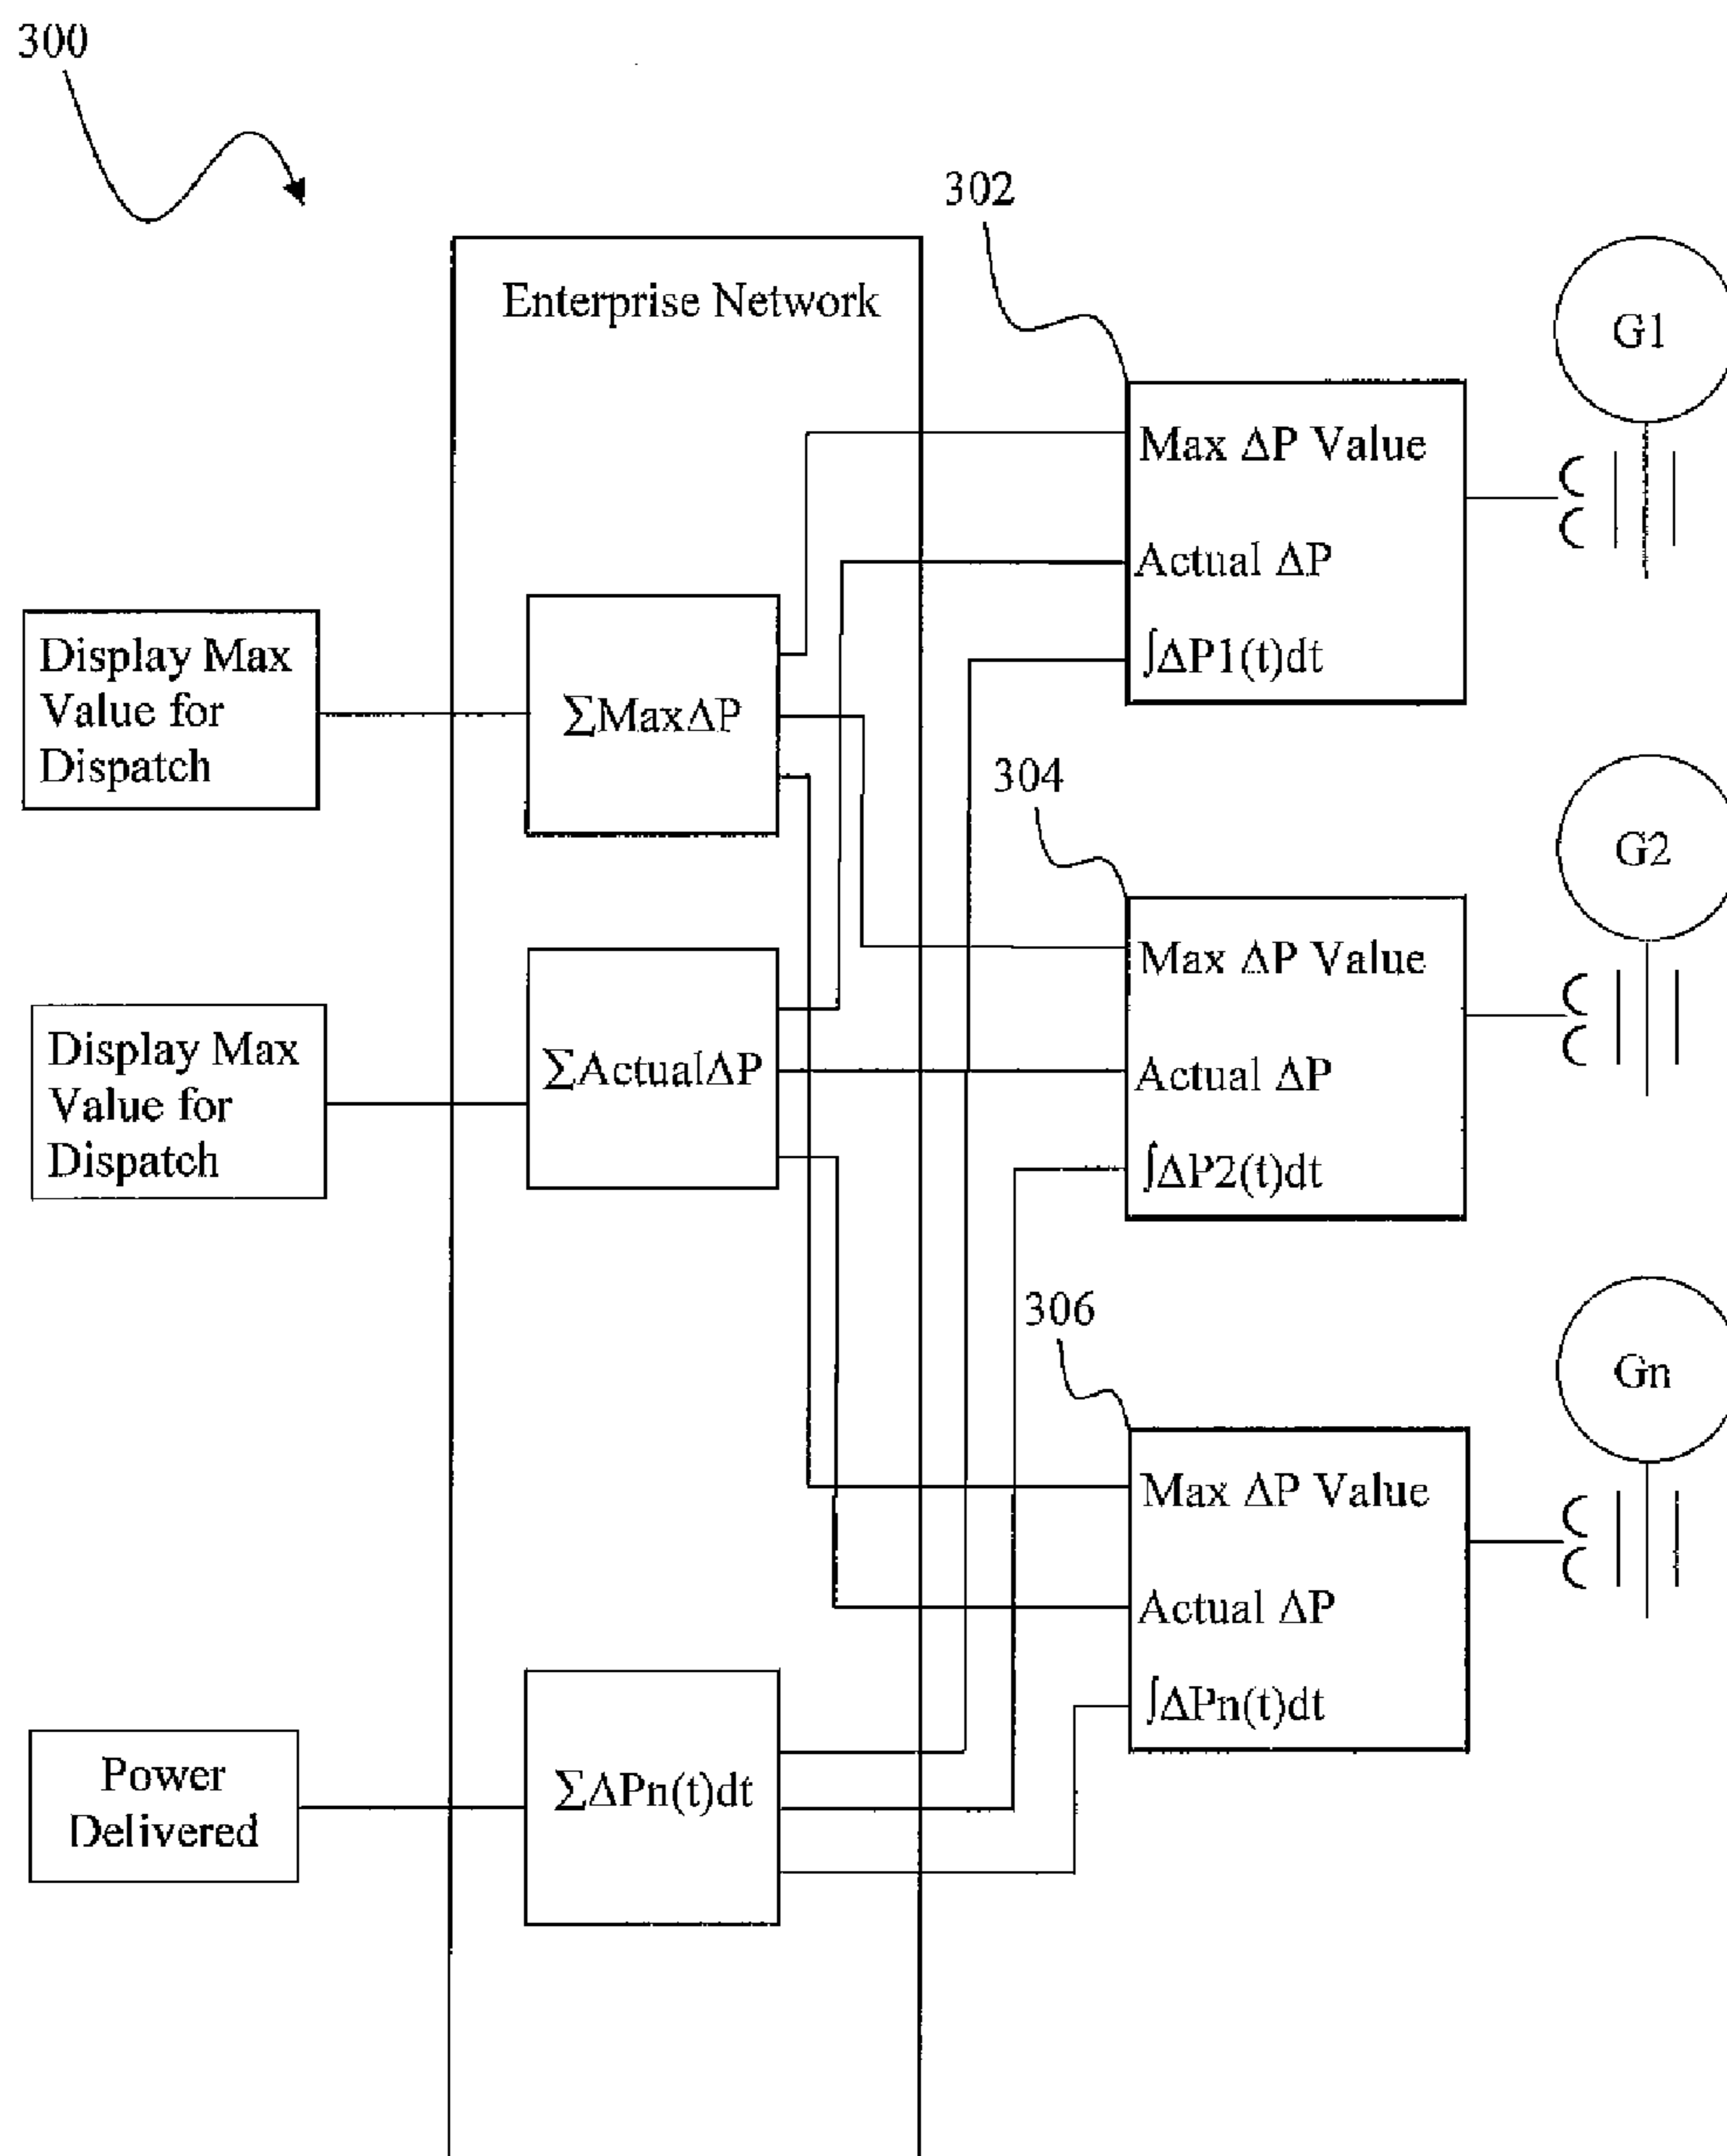 300
302
Enterprise Network
G1
Max ΔP Value
Actual ΔP
∫ΔP1(t)dt
Display Max
Value for
Dispatch
ΣMaxΔP
304
G2
Max ΔP Value
Actual ΔP
∫ΔP2(t)dt
Display Max
Value for
Dispatch
ΣActualΔP
306
Gn
Max ΔP Value
Actual ΔP
∫ΔPn(t)dt
Power
Delivered
ΣΔPn(t)dt